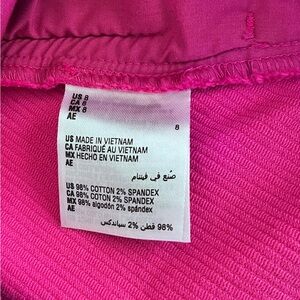 US 8
CA 8
MX 8
AE
8
US MADE IN VIETNAM
CA FABRIQUÉ AU VIETNAM
MX HECHO EN VIETNAM
AE
صنع في فيتنام
US 98% COTTON 2% SPANDEX
CA 98% COTON 2% SPANDEX
MX 98% algodón 2% spándex
AE
98% قطن 2% سباندكس